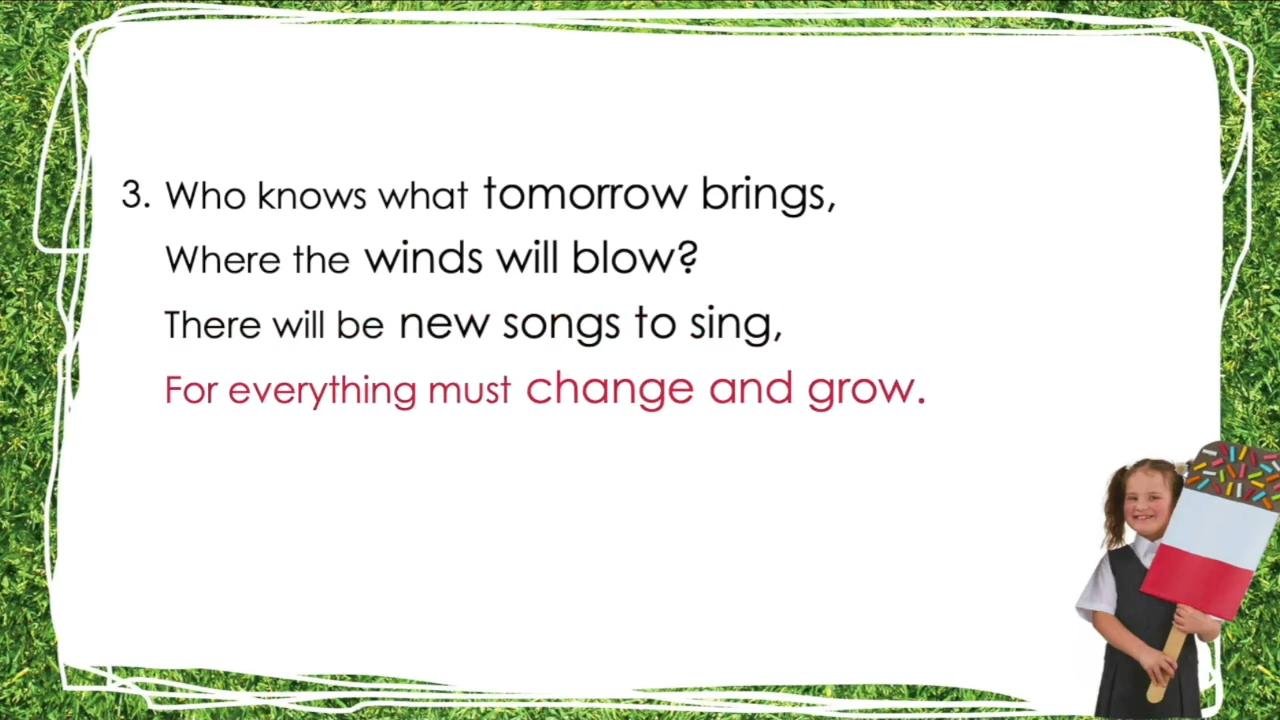 3. Who knows what tomorrow brings,
Where the winds will blow?
There will be new songs to sing,
For everything must change and grow.